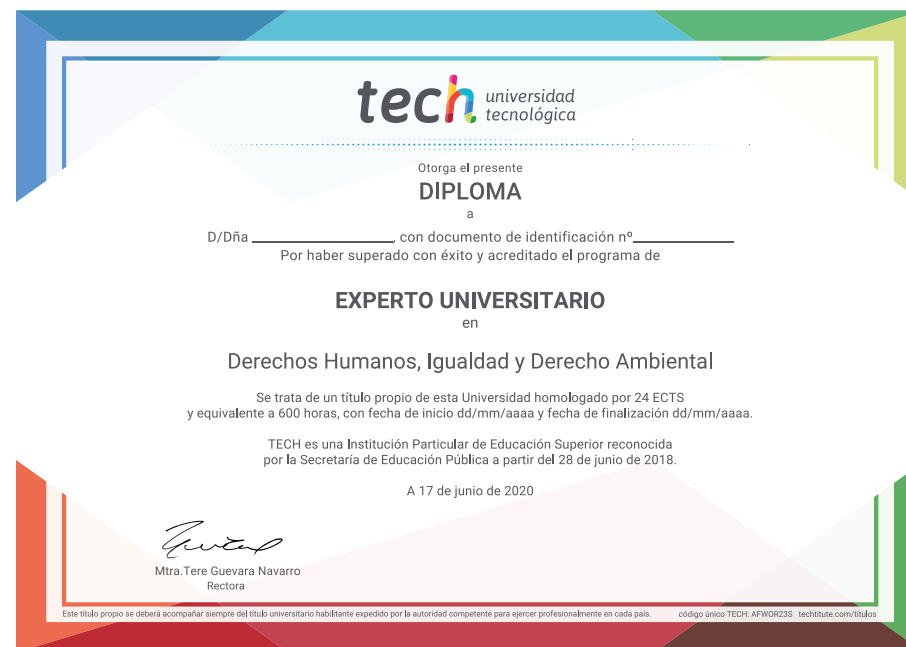 tech universidad
tecnológica
Otorga el presente
DIPLOMA
a
D/Dña ____________________, con documento de identificación nº______________
Por haber superado con éxito y acreditado el programa de
EXPERTO UNIVERSITARIO
en
Derechos Humanos, Igualdad y Derecho Ambiental
Se trata de un título propio de esta Universidad homologado por 24 ECTS
y equivalente a 600 horas, con fecha de inicio dd/mm/aaaa y fecha de finalización dd/mm/aaaa.
TECH es una Institución Particular de Educación Superior reconocida
por la Secretaría de Educación Pública a partir del 28 de junio de 2018.
A 17 de junio de 2020
Mtra.Tere Guevara Navarro
Rectora
Este título propio se deberá acompañar siempre del título universitario habilitante expedido por la autoridad competente para ejercer profesionalmente en cada país. código único TECH: AFWOR23S techtitute.com/titulos